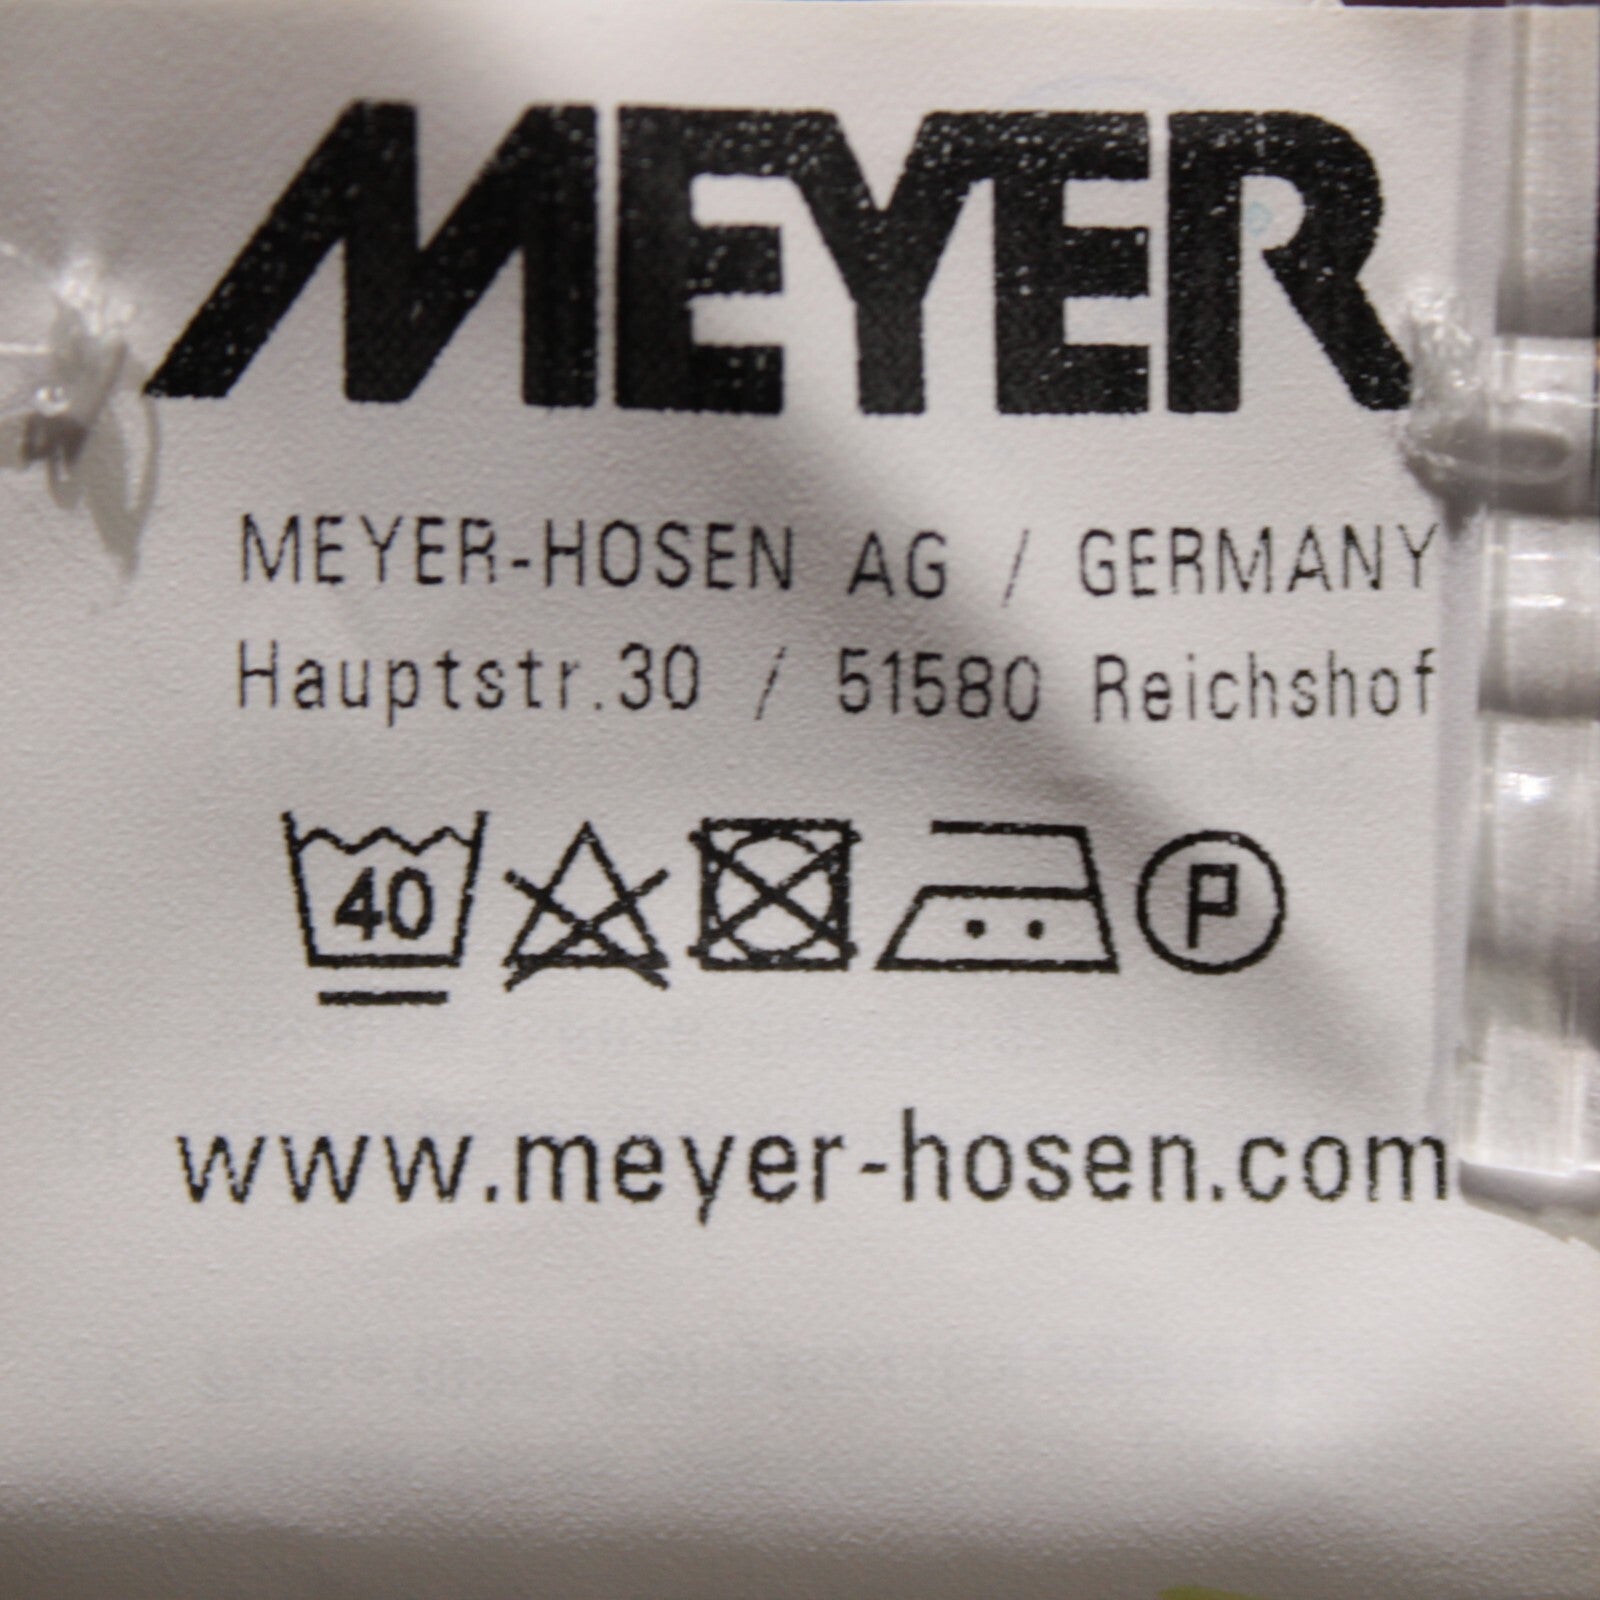 MEYER
MEYER-HOSEN AG / GERMANY
Hauptstr.30 / 51580 Reichshof
40 P
www.meyer-hosen.com